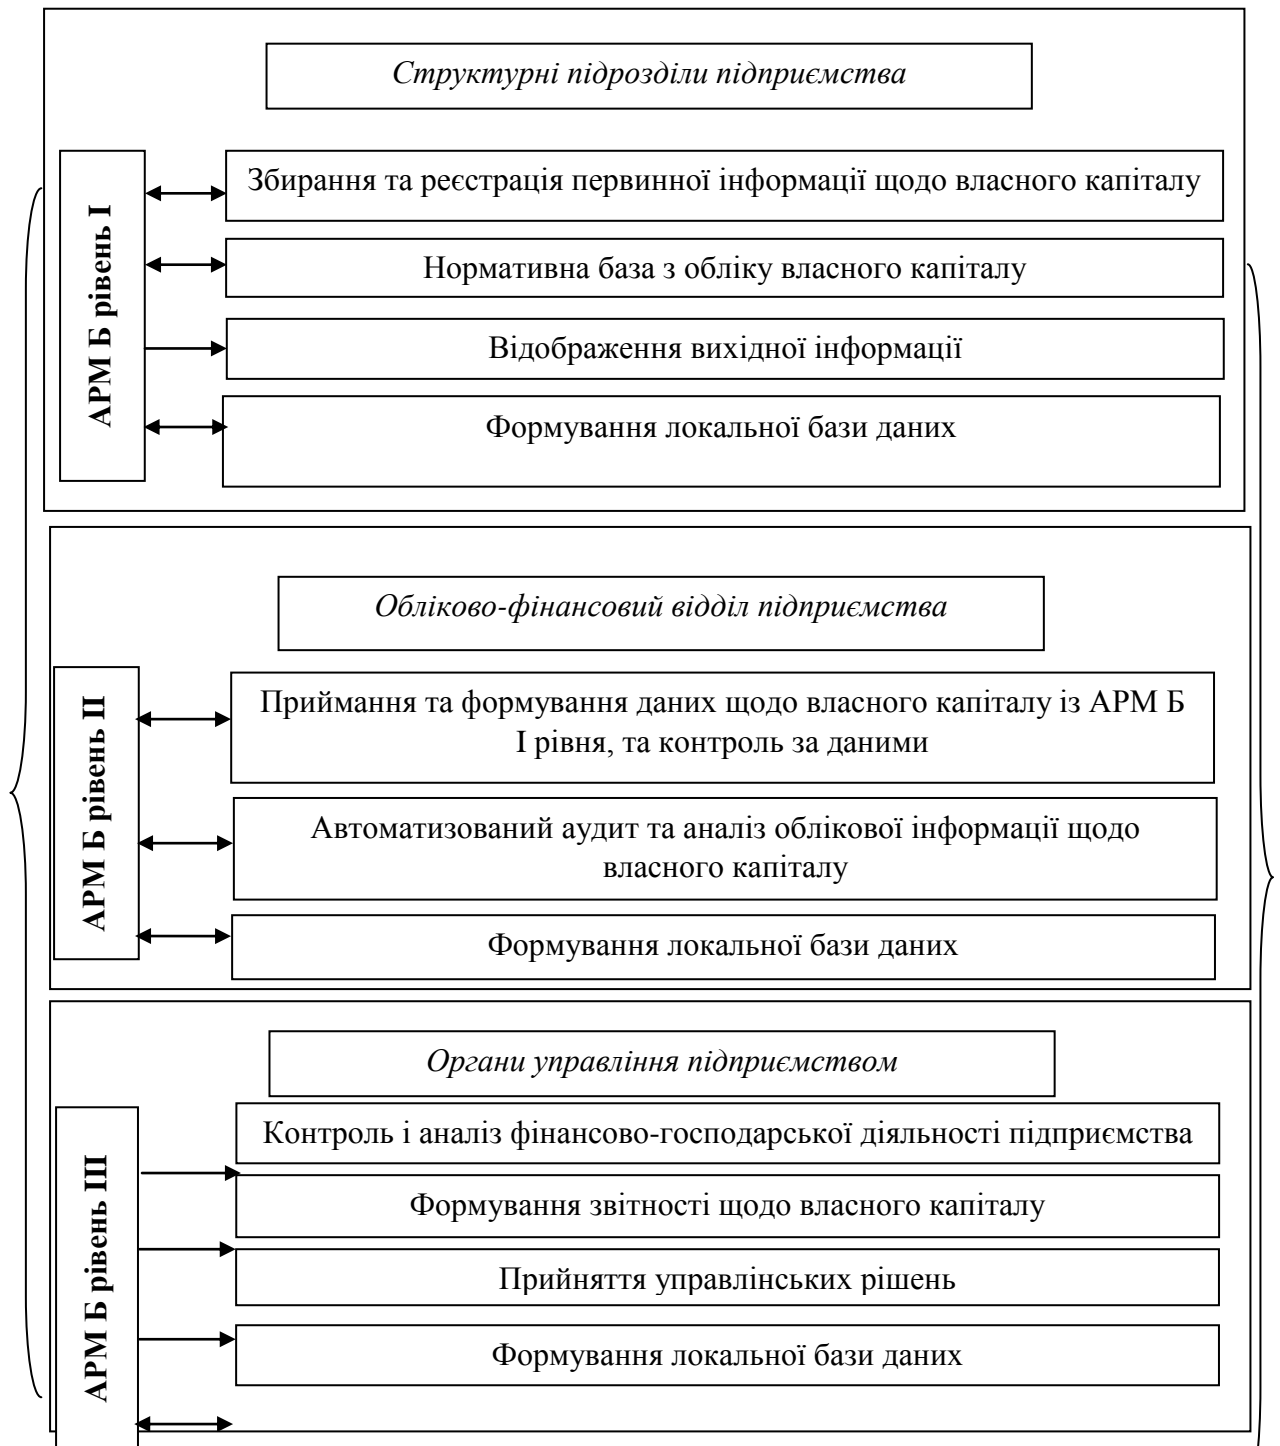 Структурні підрозділи підприємства
АРМ Б рівень І
Збирання та реєстрація первинної інформації щодо власного капіталу
Нормативна база з обліку власного капіталу
Відображення вихідної інформації
Формування локальної бази даних
Обліково-фінансовий відділ підприємства
АРМ Б рівень ІІ
Приймання та формування даних щодо власного капіталу із АРМ Б
І рівня, та контроль за даними
Автоматизований аудит та аналіз облікової інформації щодо
власного капіталу
Формування локальної бази даних
Органи управління підприємством
АРМ Б рівень ІІІ
Контроль і аналіз фінансово-господарської діяльності підприємства
Формування звітності щодо власного капіталу
Прийняття управлінських рішень
Формування локальної бази даних